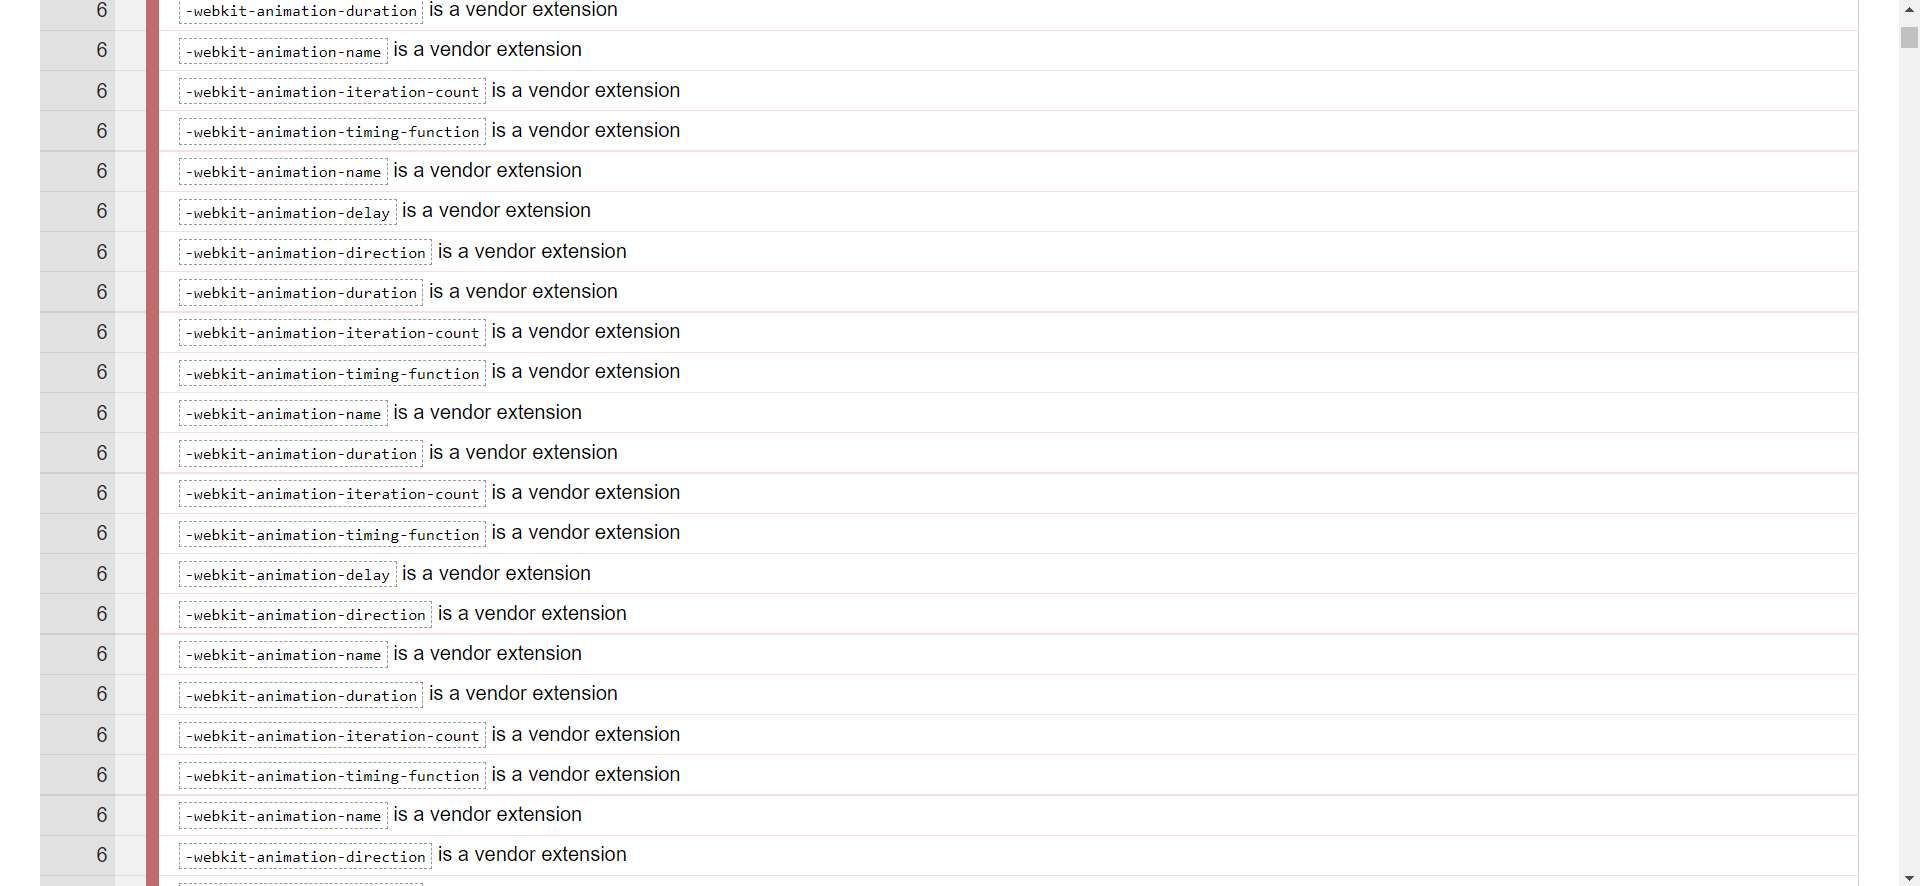 6 -webkit-animation-duration is a vendor extension
6 -webkit-animation-name is a vendor extension
6 -webkit-animation-iteration-count is a vendor extension
6 -webkit-animation-timing-function is a vendor extension
6 -webkit-animation-name is a vendor extension
6 -webkit-animation-delay is a vendor extension
6 -webkit-animation-direction is a vendor extension
6 -webkit-animation-duration is a vendor extension
6 -webkit-animation-iteration-count is a vendor extension
6 -webkit-animation-timing-function is a vendor extension
6 -webkit-animation-name is a vendor extension
6 -webkit-animation-duration is a vendor extension
6 -webkit-animation-iteration-count is a vendor extension
6 -webkit-animation-timing-function is a vendor extension
6 -webkit-animation-delay is a vendor extension
6 -webkit-animation-direction is a vendor extension
6 -webkit-animation-name is a vendor extension
6 -webkit-animation-duration is a vendor extension
6 -webkit-animation-iteration-count is a vendor extension
6 -webkit-animation-timing-function is a vendor extension
6 -webkit-animation-name is a vendor extension
6 -webkit-animation-direction is a vendor extension